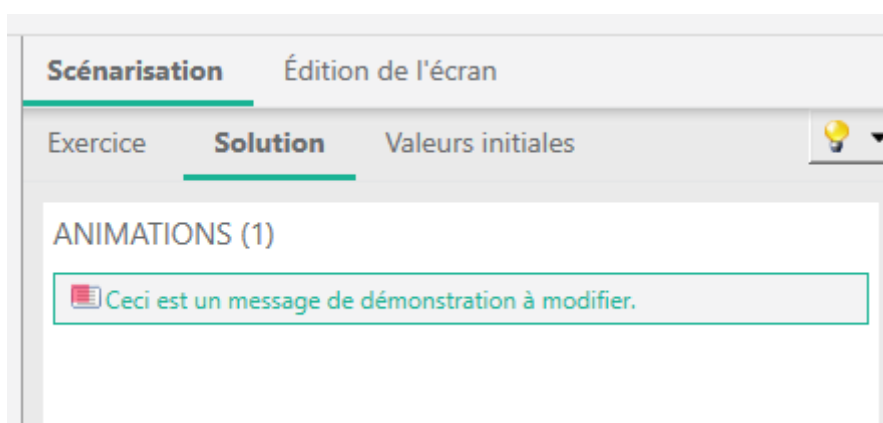 Scénarisation Édition de l'écran
Exercice Solution Valeurs initiales
ANIMATIONS (1)
Ceci est un message de démonstration à modifier.